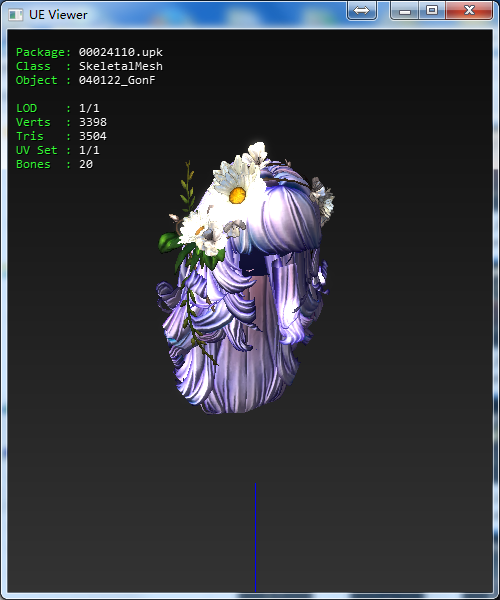 UE Viewer
Package: 00024110.upk
Class : SkeletalMesh
Object : 040122_GonF
LOD : 1/1
Verts : 3398
Tris : 3504
UV Set : 1/1
Bones : 20